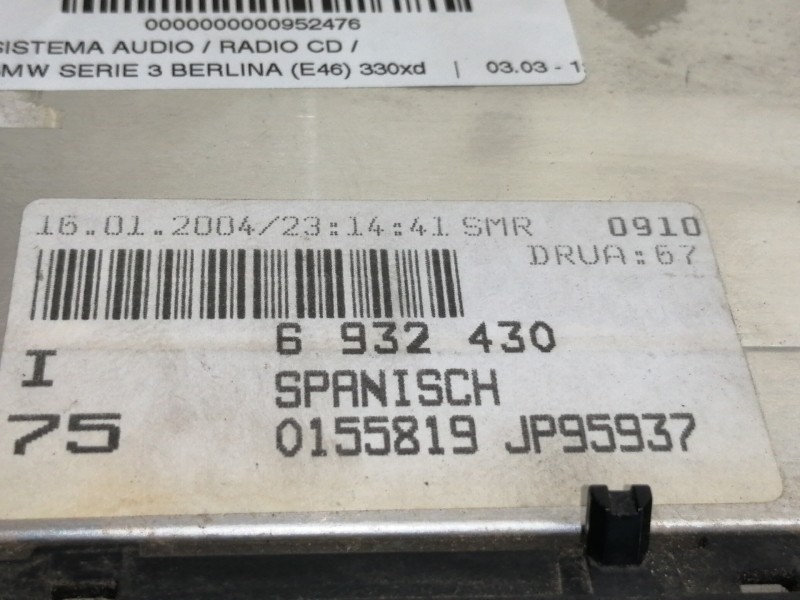 0000000000952476
SISTEMA AUDIO / RADIO CD /
BMW SERIE 3 BERLINA (E46) 330xd | 03.03 - 1
16.01.2004/23:14:41 SMR 0910
DRUA:67
6 932 430
I SPANISCH
75 0155819 JP95937